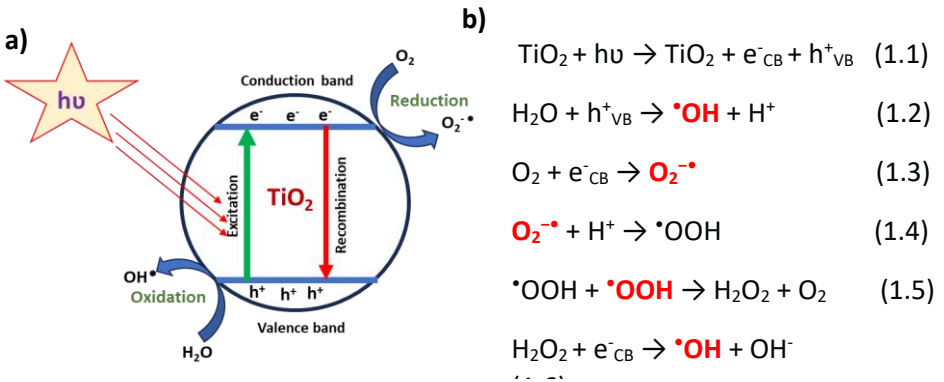 a)
hυ
Conduction band
O₂
Reduction
O₂⁻•
e⁻ e⁻ e⁻
Excitation
TiO₂
Recombination
OH•
Oxidation
h⁺ h⁺ h⁺
Valence band
H₂O
b)
TiO₂ + hυ → TiO₂ + e⁻CB + h⁺VB (1.1)
H₂O + h⁺VB → •OH + H⁺ (1.2)
O₂ + e⁻CB → O₂⁻• (1.3)
O₂⁻• + H⁺ → •OOH (1.4)
•OOH + •OOH → H₂O₂ + O₂ (1.5)
H₂O₂ + e⁻CB → •OH + OH⁻